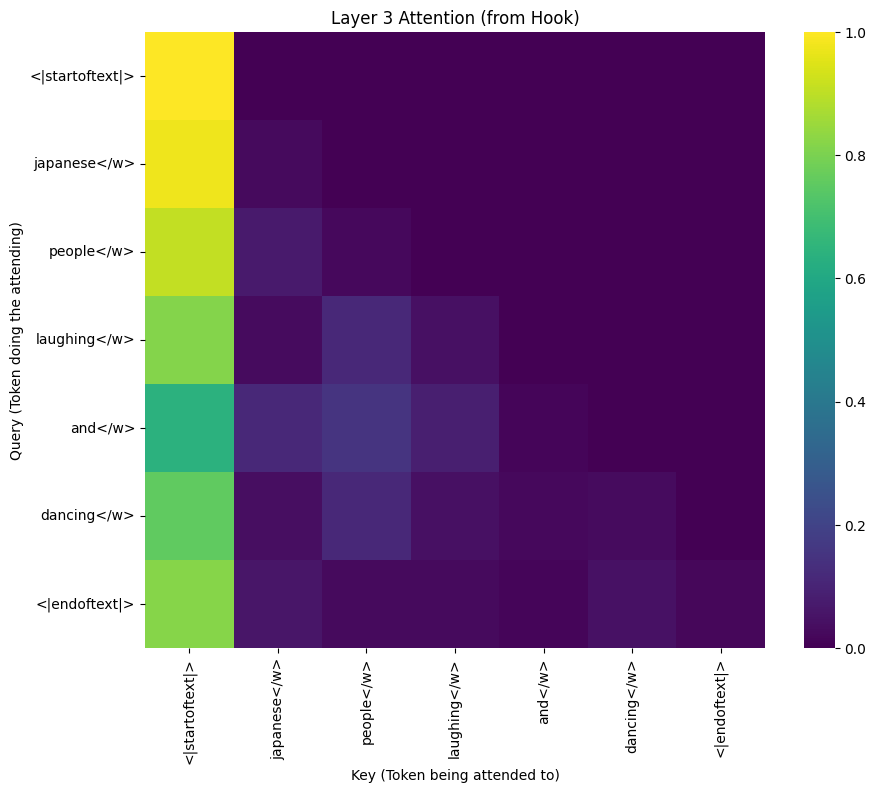 Layer 3 Attention (from Hook)
Query (Token doing the attending)
<|startoftext|>
japanese</w>
people</w>
laughing</w>
and</w>
dancing</w>
<|endoftext|>
1.0
0.8
0.6
0.4
0.2
0.0
<|startoftext|>
japanese</w>
people</w>
laughing</w>
and</w>
dancing</w>
<|endoftext|>
Key (Token being attended to)